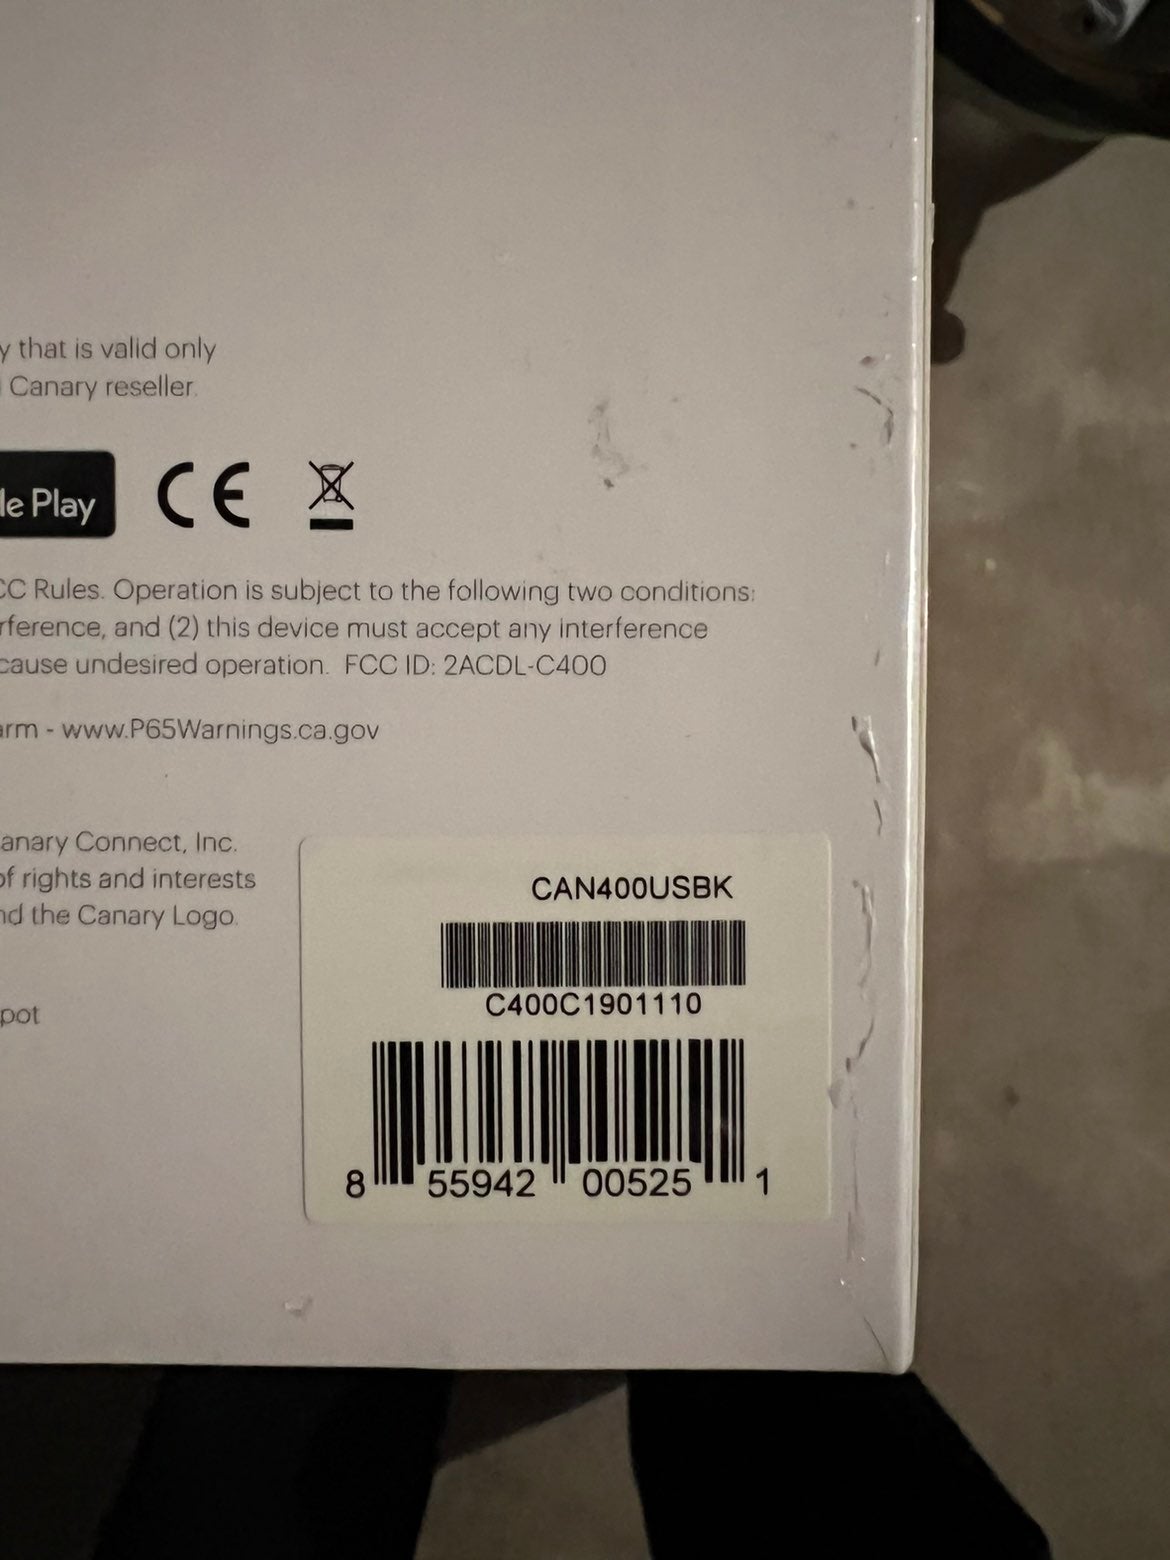 y that is valid only
Canary reseller.
le Play
CE
CC Rules. Operation is subject to the following two conditions:
rference, and (2) this device must accept any interference
cause undesired operation. FCC ID: 2ACDL-C400
arm - www.P65Warnings.ca.gov
anary Connect, Inc.
of rights and interests
nd the Canary Logo.
pot
CAN400USBK
C400C1901110
8 55942 00525 1